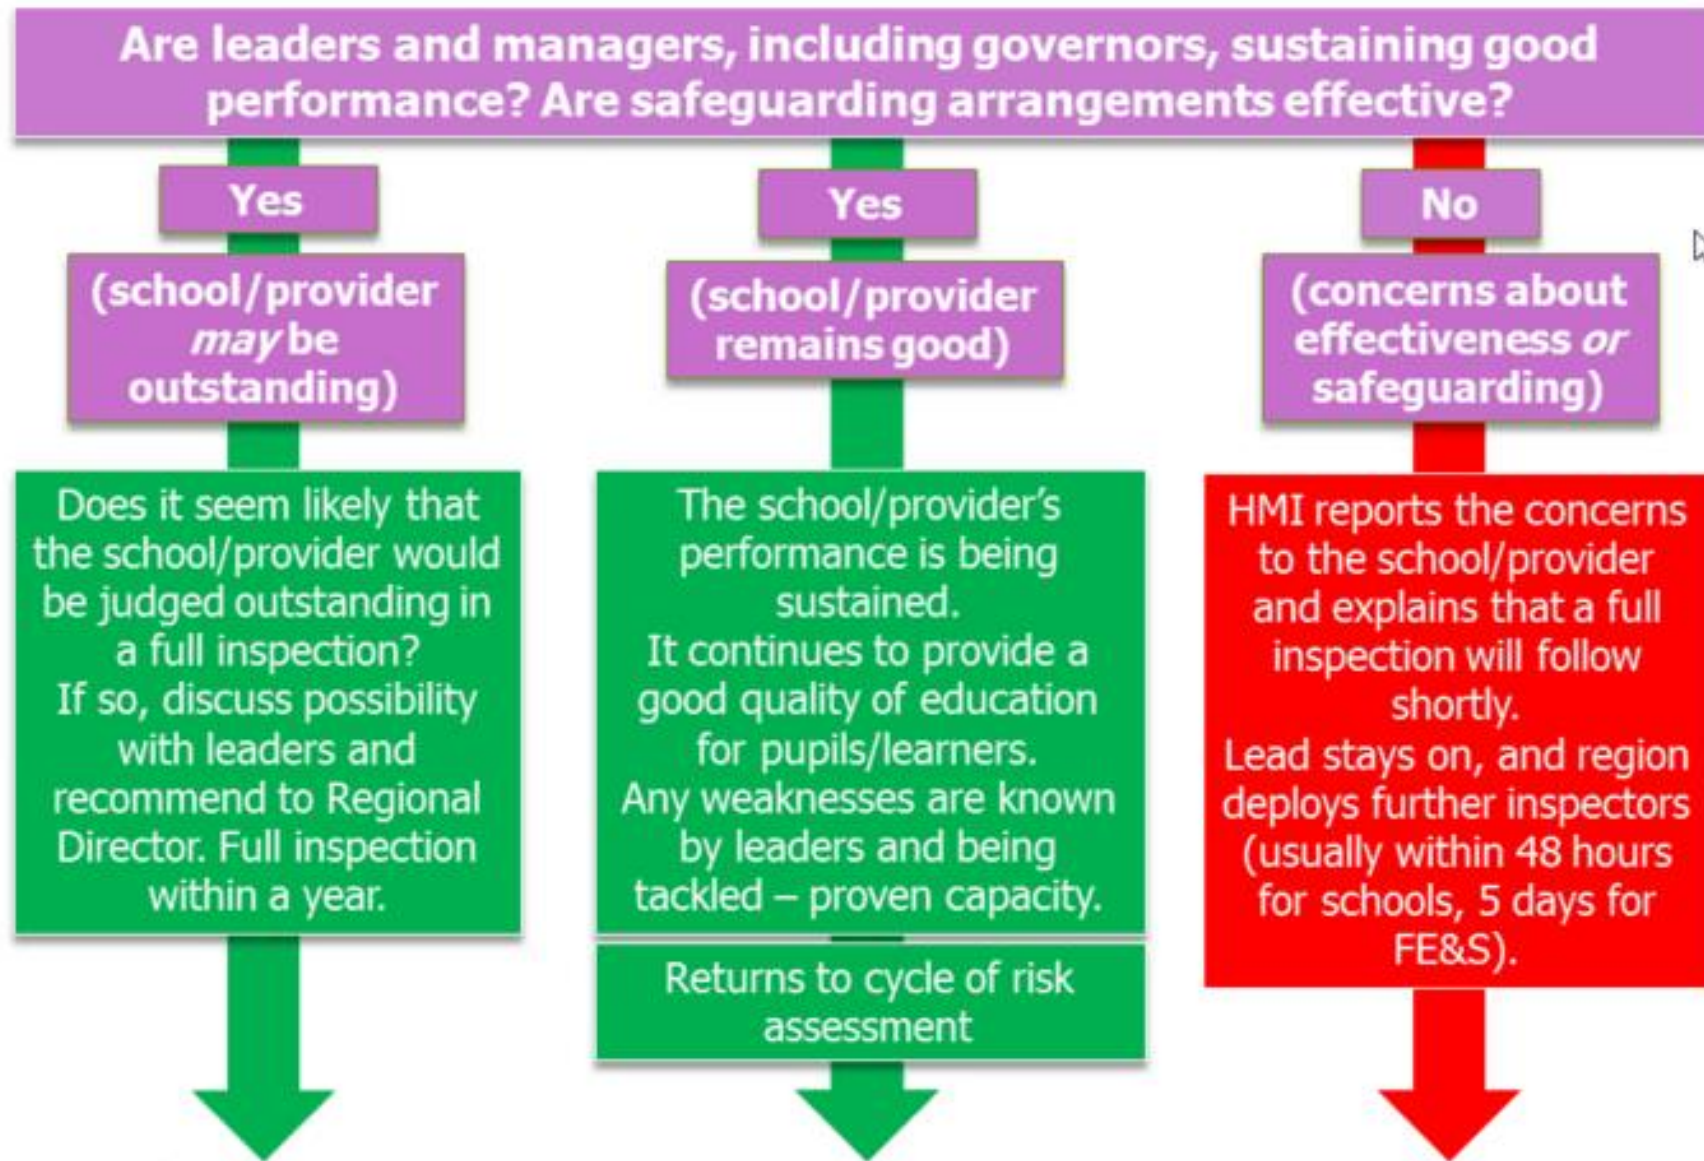 Are leaders and managers, including governors, sustaining good
performance? Are safeguarding arrangements effective?
Yes
(school/provider
may be
outstanding)
Does it seem likely that
the school/provider would
be judged outstanding in
a full inspection?
If so, discuss possibility
with leaders and
recommend to Regional
Director. Full inspection
within a year.
Yes
(school/provider
remains good)
The school/provider’s
performance is being
sustained.
It continues to provide a
good quality of education
for pupils/learners.
Any weaknesses are known
by leaders and being
tackled – proven capacity.
Returns to cycle of risk
assessment
No
(concerns about
effectiveness or
safeguarding)
HMI reports the concerns
to the school/provider
and explains that a full
inspection will follow
shortly.
Lead stays on, and region
deploys further inspectors
(usually within 48 hours
for schools, 5 days for
FE&S).